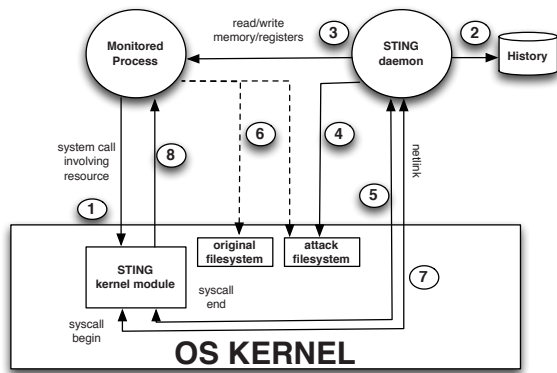 read/write
memory/registers
3
2
Monitored
Process
STING
daemon
History
system call
involving
resource
8
6
4
5
netlink
1
original
filesystem
attack
filesystem
STING
kernel module
7
syscall
end
syscall
begin
OS KERNEL